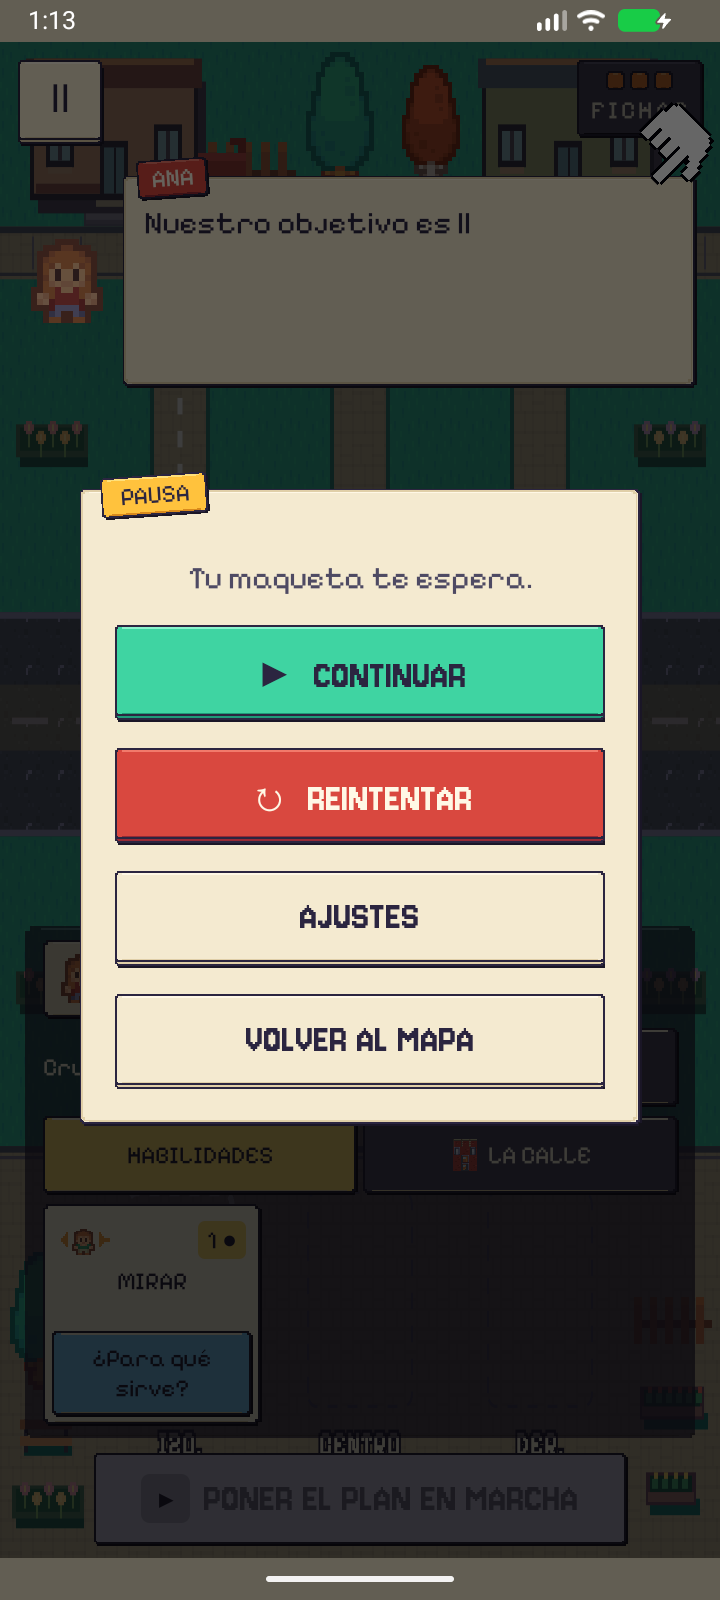 1:13
FICHAS
ANA
Nuestro objetivo es ll
PAUSA
Tu maqueta te espera.
CONTINUAR
REINTENTAR
AJUSTES
VOLVER AL MAPA
HABILIDADES
LA CALLE
1
MIRAR
¿Para qué
sirve?
IZQ.
CENTRO
DER.
PONER EL PLAN EN MARCHA